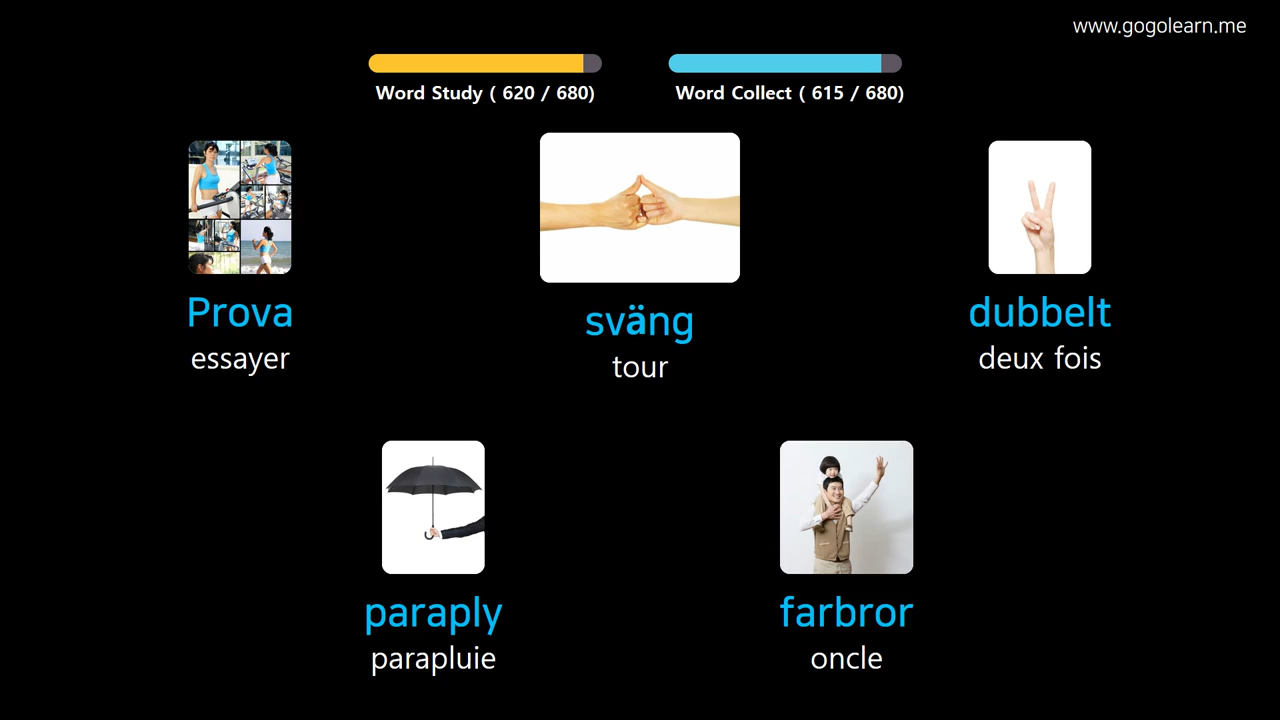 www.gogolearn.me
Word Study ( 620 / 680)
Word Collect ( 615 / 680)
Prova
essayer
sväng
tour
dubbelt
deux fois
paraply
parapluie
farbror
oncle